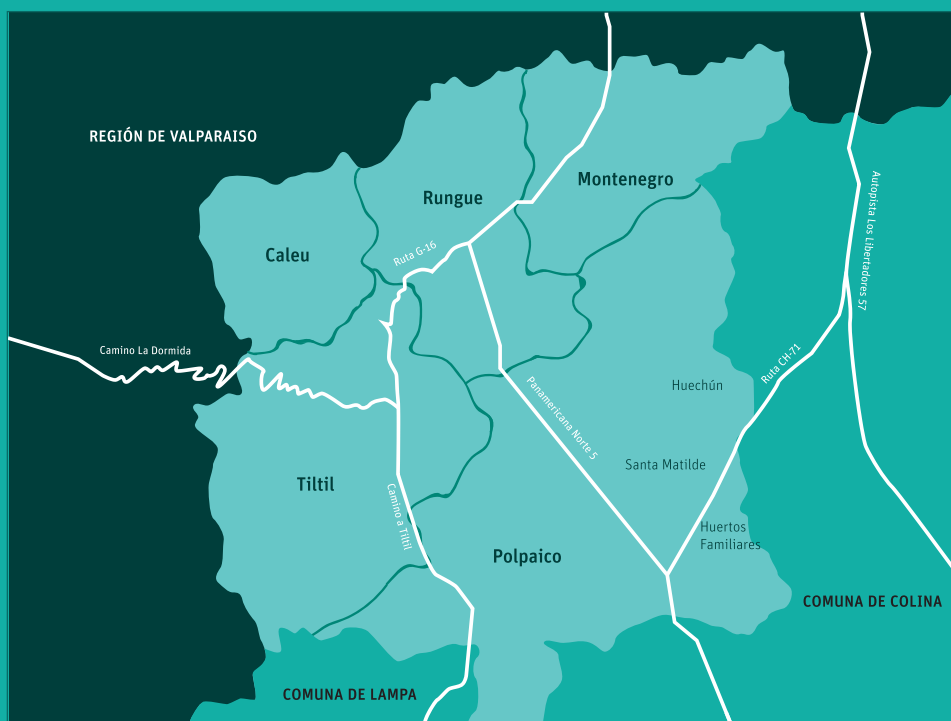 REGIÓN DE VALPARAISO
Montenegro
Rungue
Autopista Los Libertadores 57
Caleu
Ruta G-16
Camino La Dormida
Ruta CH-71
Huechún
Panamericana Norte 5
Santa Matilde
Tiltil
Camino a Tiltil
Huertos
Familiares
Polpaico
COMUNA DE COLINA
COMUNA DE LAMPA